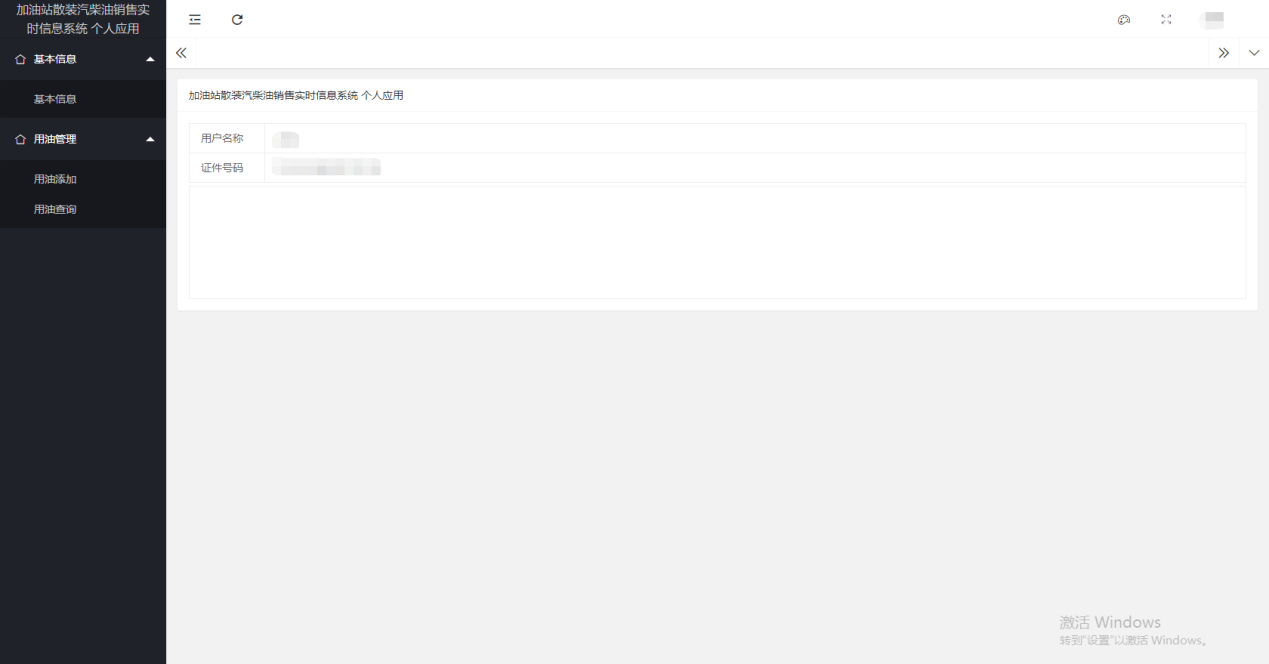 加油站散装汽柴油销售实
时信息系统 个人应用
基本信息
基本信息
用油管理
用油添加
用油查询
加油站散装汽柴油销售实时信息系统 个人应用
用户名称
证件号码
激活 Windows
转到"设置"以激活 Windows。